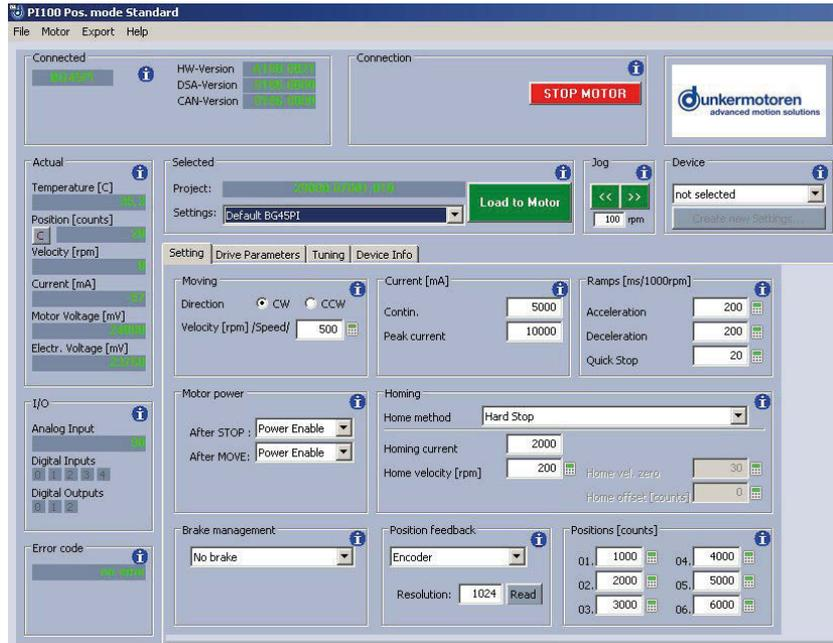 PI100 Pos. mode Standard
File Motor Export Help
Connected
BG45PI
HW-Version
DSA-Version
CAN-Version
Connection
STOP MOTOR
dunkermotoren
advanced motion solutions
Actual
Temperature [C]
Position [counts]
C
Velocity [rpm]
0
Current [mA]
Motor Voltage [mV]
Electr. Voltage [mV]
Selected
Project:
Settings: Default BG45PI
Load to Motor
Jog
<< >>
100 rpm
Device
not selected
Create new Settings...
Setting Drive Parameters Tuning Device Info
Moving
Direction CW CCW
Velocity [rpm] /Speed/ 500
Current [mA]
Contin. 5000
Peak current 10000
Ramps [ms/1000rpm]
Acceleration 200
Deceleration 200
Quick Stop 20
I/O
Analog Input
Digital Inputs
0 1 2 3 4
Digital Outputs
0 1 2
Motor power
After STOP : Power Enable
After MOVE: Power Enable
Homing
Home method Hard Stop
Homing current 2000
Home velocity [rpm] 200
Home vel. zero 30
Home offset [counts] 0
Error code
no error
Brake management
No brake
Position feedback
Encoder
Resolution: 1024 Read
Positions [counts]
01. 1000 04. 4000
02. 2000 05. 5000
03. 3000 06. 6000